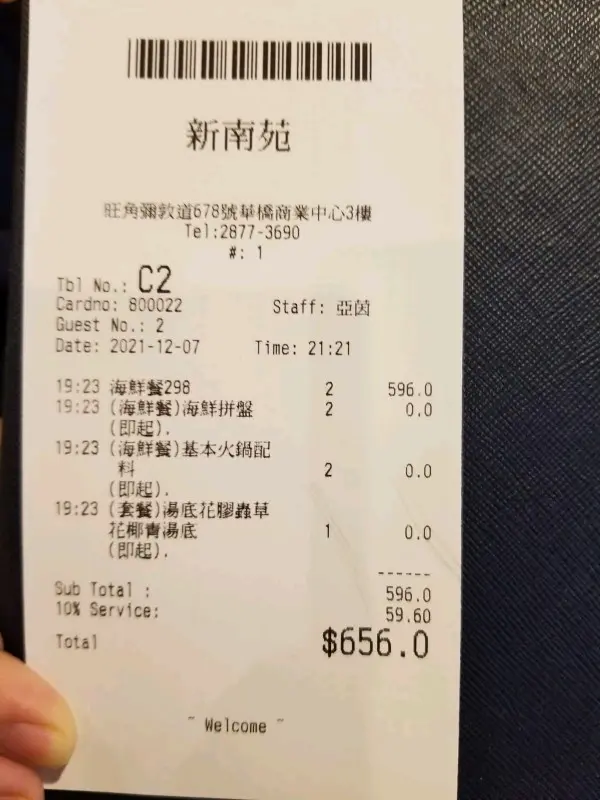 新南苑
旺角彌敦道678號華僑商業中心3樓
Tel:2877-3690
#: 1
Tbl No.: C2
Cardno: 800022 Staff: 亞茵
Guest No.: 2
Date: 2021-12-07 Time: 21:21
19:23 海鮮餐298 2 596.0
19:23 (海鮮餐)海鮮拼盤 2 0.0
(即起).
19:23 (海鮮餐)基本火鍋配
料 2 0.0
(即起).
19:23 (套餐)湯底花膠蟲草
花椰青湯底 1 0.0
(即起).
------
Sub Total : 596.0
10% Service: 59.60
Total $656.0
~ Welcome ~